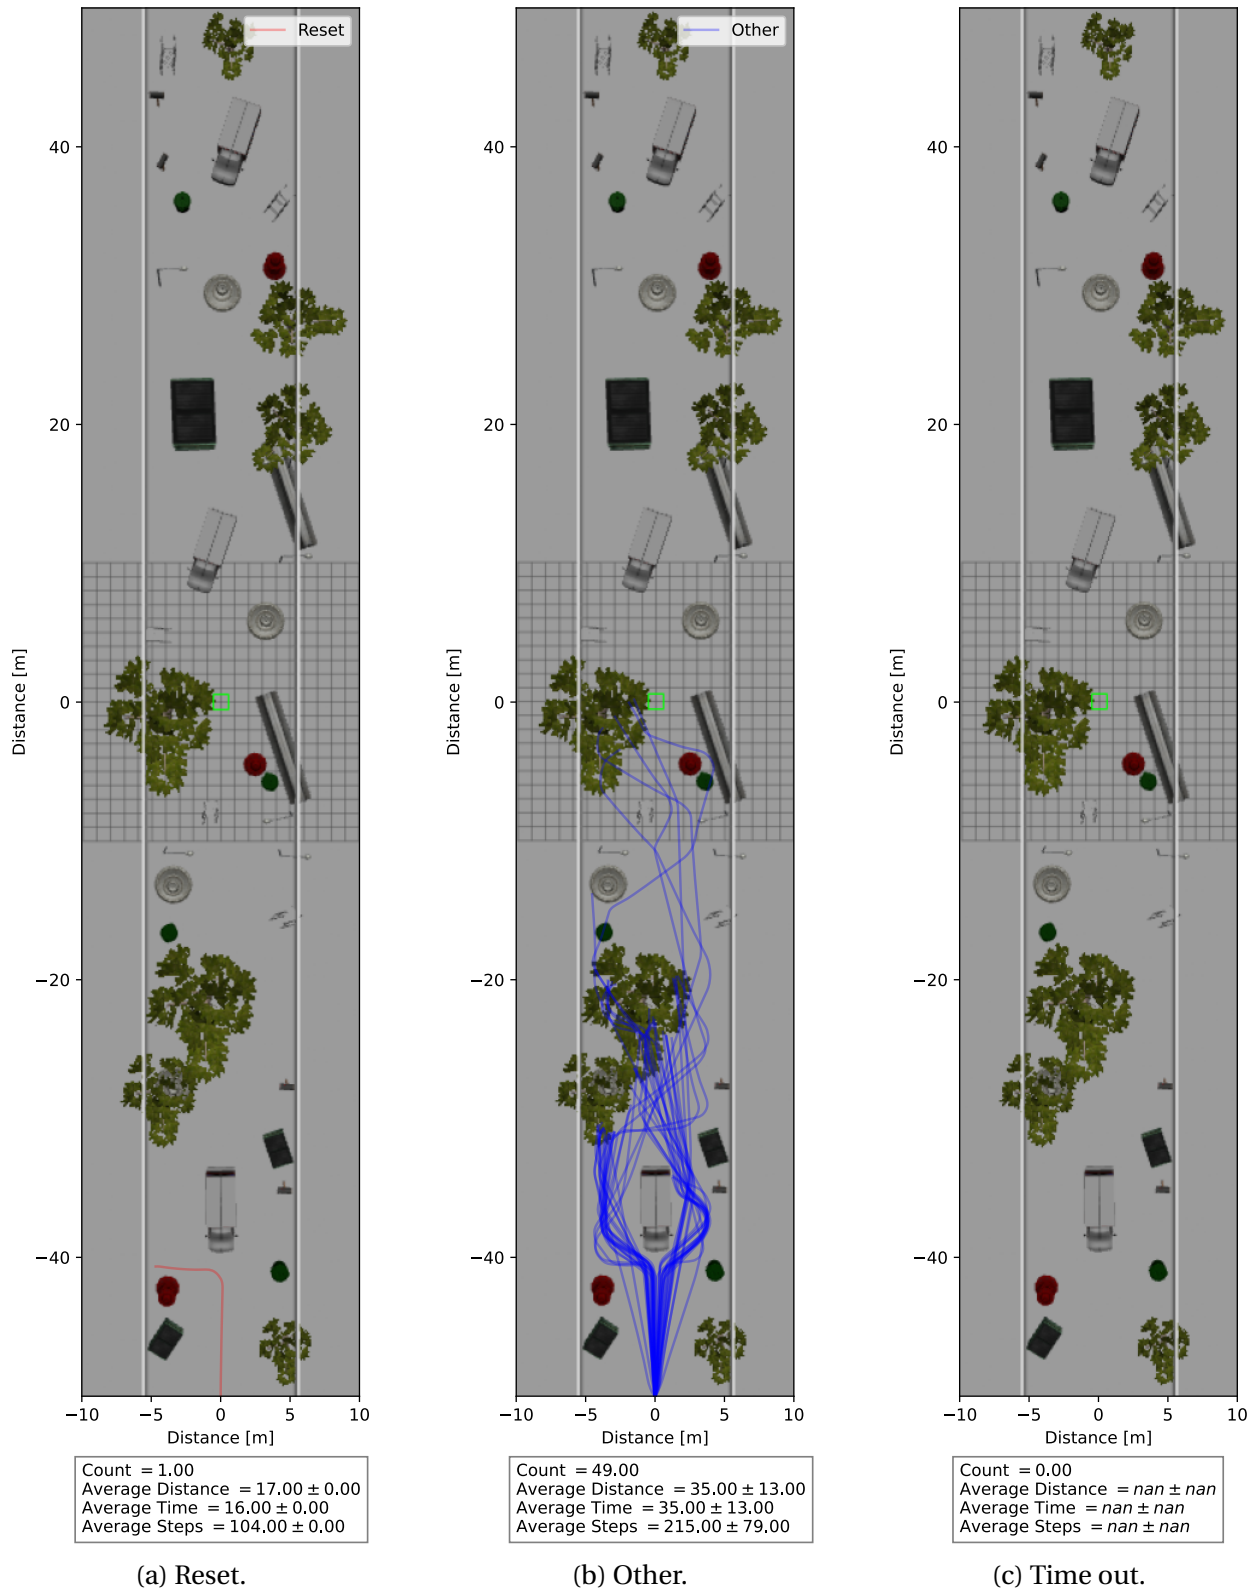 Reset
40
20
0
−20
−40
Distance [m]
−10 −5 0 5 10
Distance [m]
Count = 1.00
Average Distance = 17.00 ± 0.00
Average Time = 16.00 ± 0.00
Average Steps = 104.00 ± 0.00
(a) Reset.
Other
40
20
0
−20
−40
Distance [m]
−10 −5 0 5 10
Distance [m]
Count = 49.00
Average Distance = 35.00 ± 13.00
Average Time = 35.00 ± 13.00
Average Steps = 215.00 ± 79.00
(b) Other.
40
20
0
−20
−40
Distance [m]
−10 −5 0 5 10
Distance [m]
Count = 0.00
Average Distance = nan ± nan
Average Time = nan ± nan
Average Steps = nan ± nan
(c) Time out.